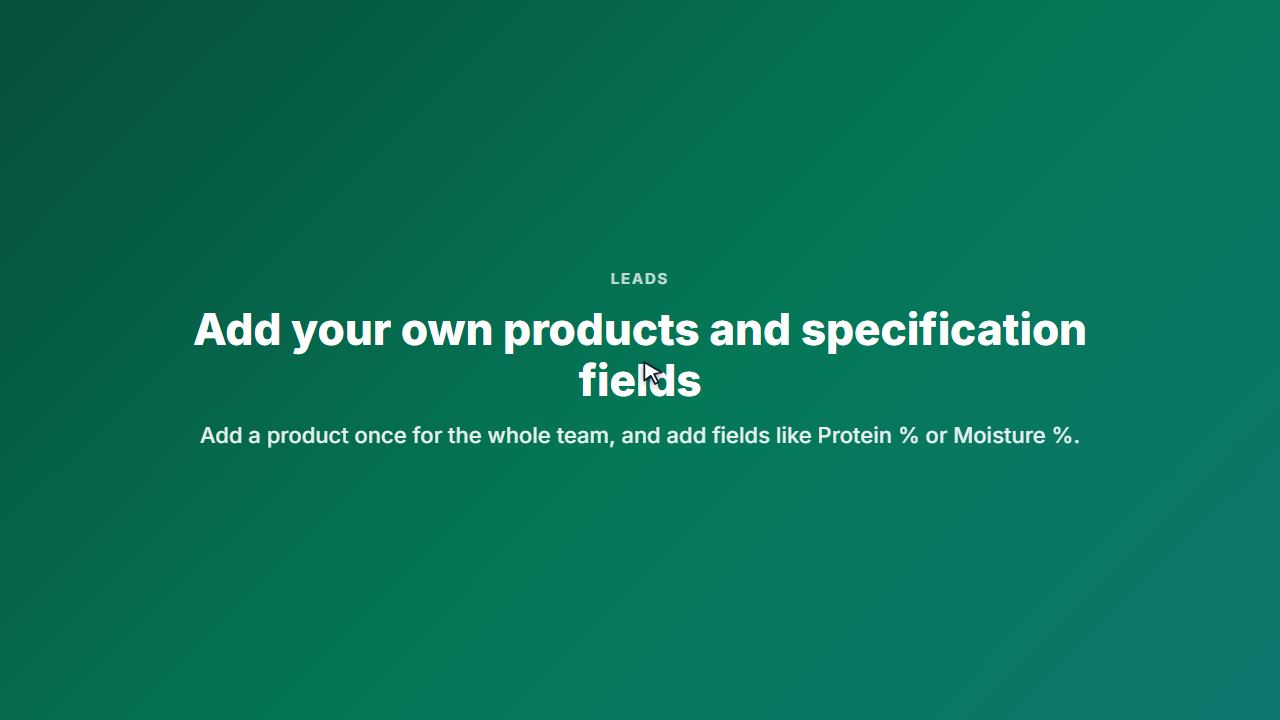 LEADS
Add your own products and specification
fields
Add a product once for the whole team, and add fields like Protein % or Moisture %.